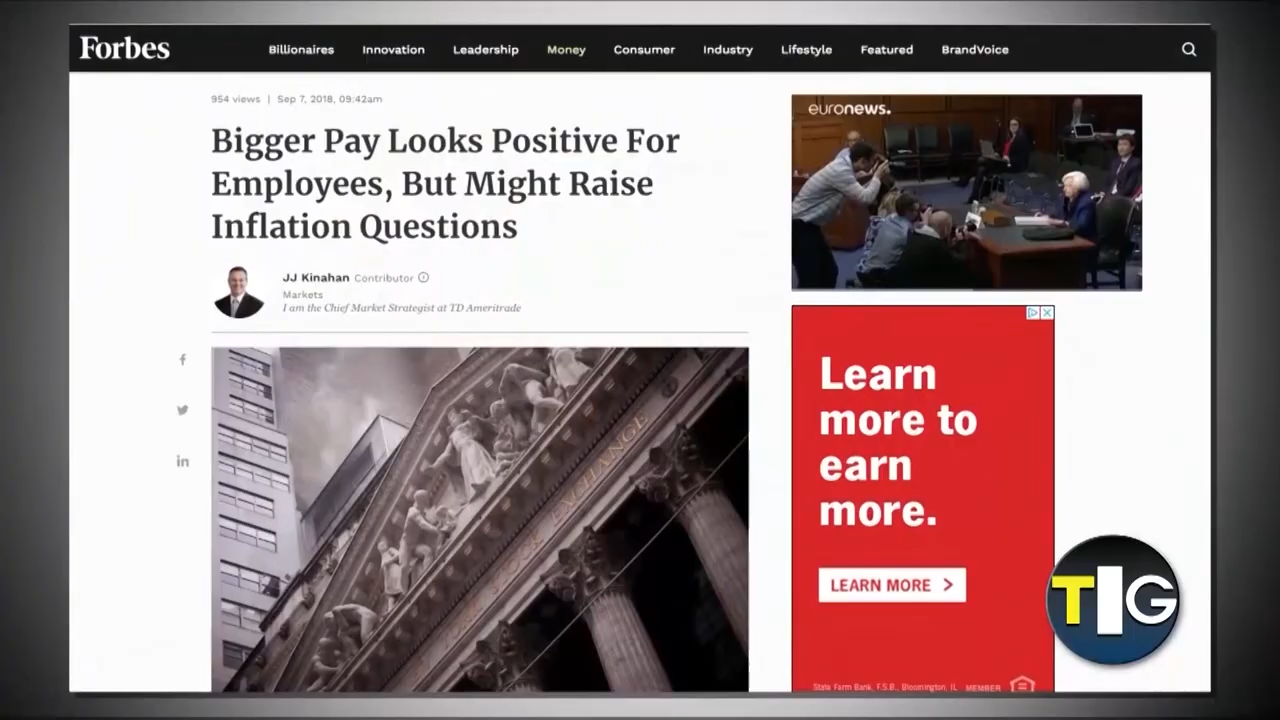 Forbes
Billionaires Innovation Leadership Money Consumer Industry Lifestyle Featured BrandVoice
954 views | Sep 7, 2018, 09:42am
Bigger Pay Looks Positive For
Employees, But Might Raise
Inflation Questions
JJ Kinahan Contributor
Markets
I am the Chief Market Strategist at TD Ameritrade
f
in
EXCHANGE
euronews.
Learn
more to
earn
more.
LEARN MORE >
State Farm Bank, F.S.B., Bloomington, IL MEMBER
TIG